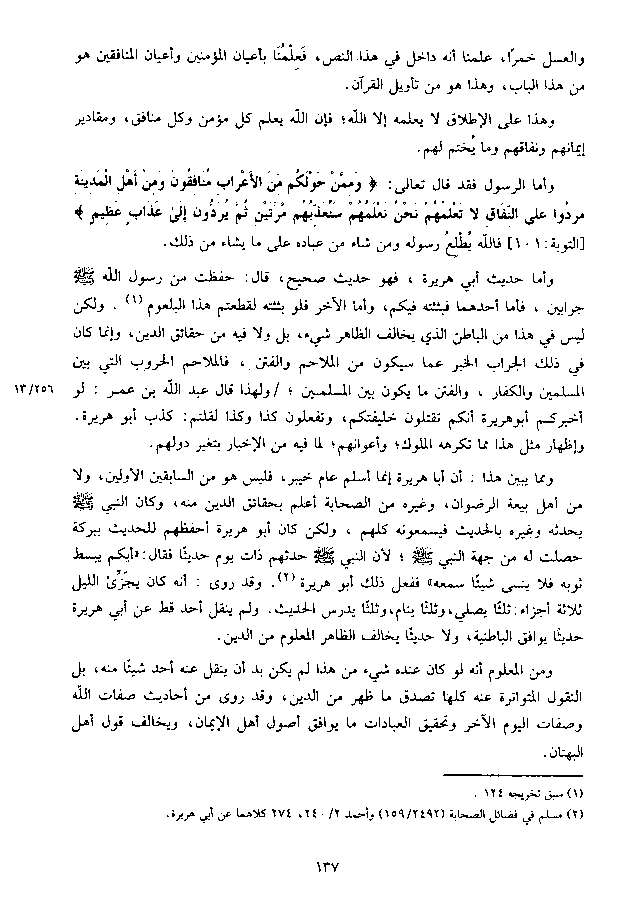 والعسل خمرًا، علمنا أنه داخل في هذا النص، فَعِلْمُنَا بأعيان المؤمنين وأعيان المنافقين هو
من هذا الباب، وهذا هو من تأويل القرآن.
وهذا على الإطلاق لا يعلمه إلا الله؛ فإن الله يعلم كل مؤمن وكل منافق، ومقادير
إيمانهم ونفاقهم وما يُختم لهم.
وأما الرسول فقد قال تعالى: ﴿ وَمِمَّنْ حَوْلَكُم مِّنَ الْأَعْرَابِ مُنَافِقُونَ وَمِنْ أَهْلِ الْمَدِينَةِ
مَرَدُوا عَلَى النِّفَاقِ لا تَعْلَمُهُمْ نَحْنُ نَعْلَمُهُمْ سَنُعَذِّبُهُم مَّرَّتَيْنِ ثُمَّ يُرَدُّونَ إِلَىٰ عَذَابٍ عَظِيمٍ ﴾
[التوبة: ١٠١] فالله يُطْلِعُ رسوله ومن شاء من عباده على ما يشاء من ذلك.
وأما حديث أبي هريرة ، فهو حديث صحيح، قال: حفظت من رسول الله ﷺ
جرابين ، فأما أحدهما فبثثته فيكم، وأما الآخر فلو بثثته لقطعتم هذا البلعوم (١) . ولكن
ليس في هذا من الباطن الذي يخالف الظاهر شيء، بل ولا فيه من حقائق الدين، وإنما كان
في ذلك الجراب الخبر عما سيكون من الملاحم والفتن ، فالملاحم الحروب التي بين
المسلمين والكفار ، والفتن ما يكون بين المسلمين ؛ /ولهذا قال عبد الله بن عمر : لو
١٣/٢٥٦
أخبركم أبوهريرة أنكم تقتلون خليفتكم، وتفعلون كذا وكذا لقلتم: كذب أبو هريرة.
وإظهار مثل هذا مما تكرهه الملوك؛ وأعوانهم؛ لما فيه من الإخبار بتغير دولهم.
ومما يبين هذا : أن أبا هريرة إنما أسلم عام خيبر، فليس هو من السابقين الأولين، ولا
من أهل بيعة الرضوان، وغيره من الصحابة أعلم بحقائق الدين منه، وكان النبي ﷺ
يحدثه وغيره بالحديث فيسمعونه كلهم ، ولكن كان أبو هريرة أحفظهم للحديث ببركة
حصلت له من جهة النبي ﷺ ؛ لأن النبي ﷺ حدثهم ذات يوم حديثًا فقال: «أيكم يبسط
ثوبه فلا ينسى شيئًا سمعه» ففعل ذلك أبو هريرة (٢). وقد روى : أنه كان يجزِّئ الليل
ثلاثة أجزاء: ثلثًا يصلي، وثلثًا ينام، وثلثًا يدرس الحديث. ولم ينقل أحد قط عن أبي هريرة
حديثًا يوافق الباطنية، ولا حديثًا يخالف الظاهر المعلوم من الدين.
ومن المعلوم أنه لو كان عنده شيء من هذا لم يكن بد أن ينقل عنه أحد شيئًا منه، بل
النقول المتواترة عنه كلها تصدق ما ظهر من الدين، وقد روى من أحاديث صفات الله
وصفات اليوم الآخر وتحقيق العبادات ما يوافق أصول أهل الإيمان، ويخالف قول أهل
البهتان.
(١) سبق تخريجه ١٢٤ .
(٢) مسلم في فضائل الصحابة (١٥٩/٢٤٩٢) وأحمد ٢/ ٢٤٠، ٢٧٤ كلاهما عن أبي هريرة.
١٣٧